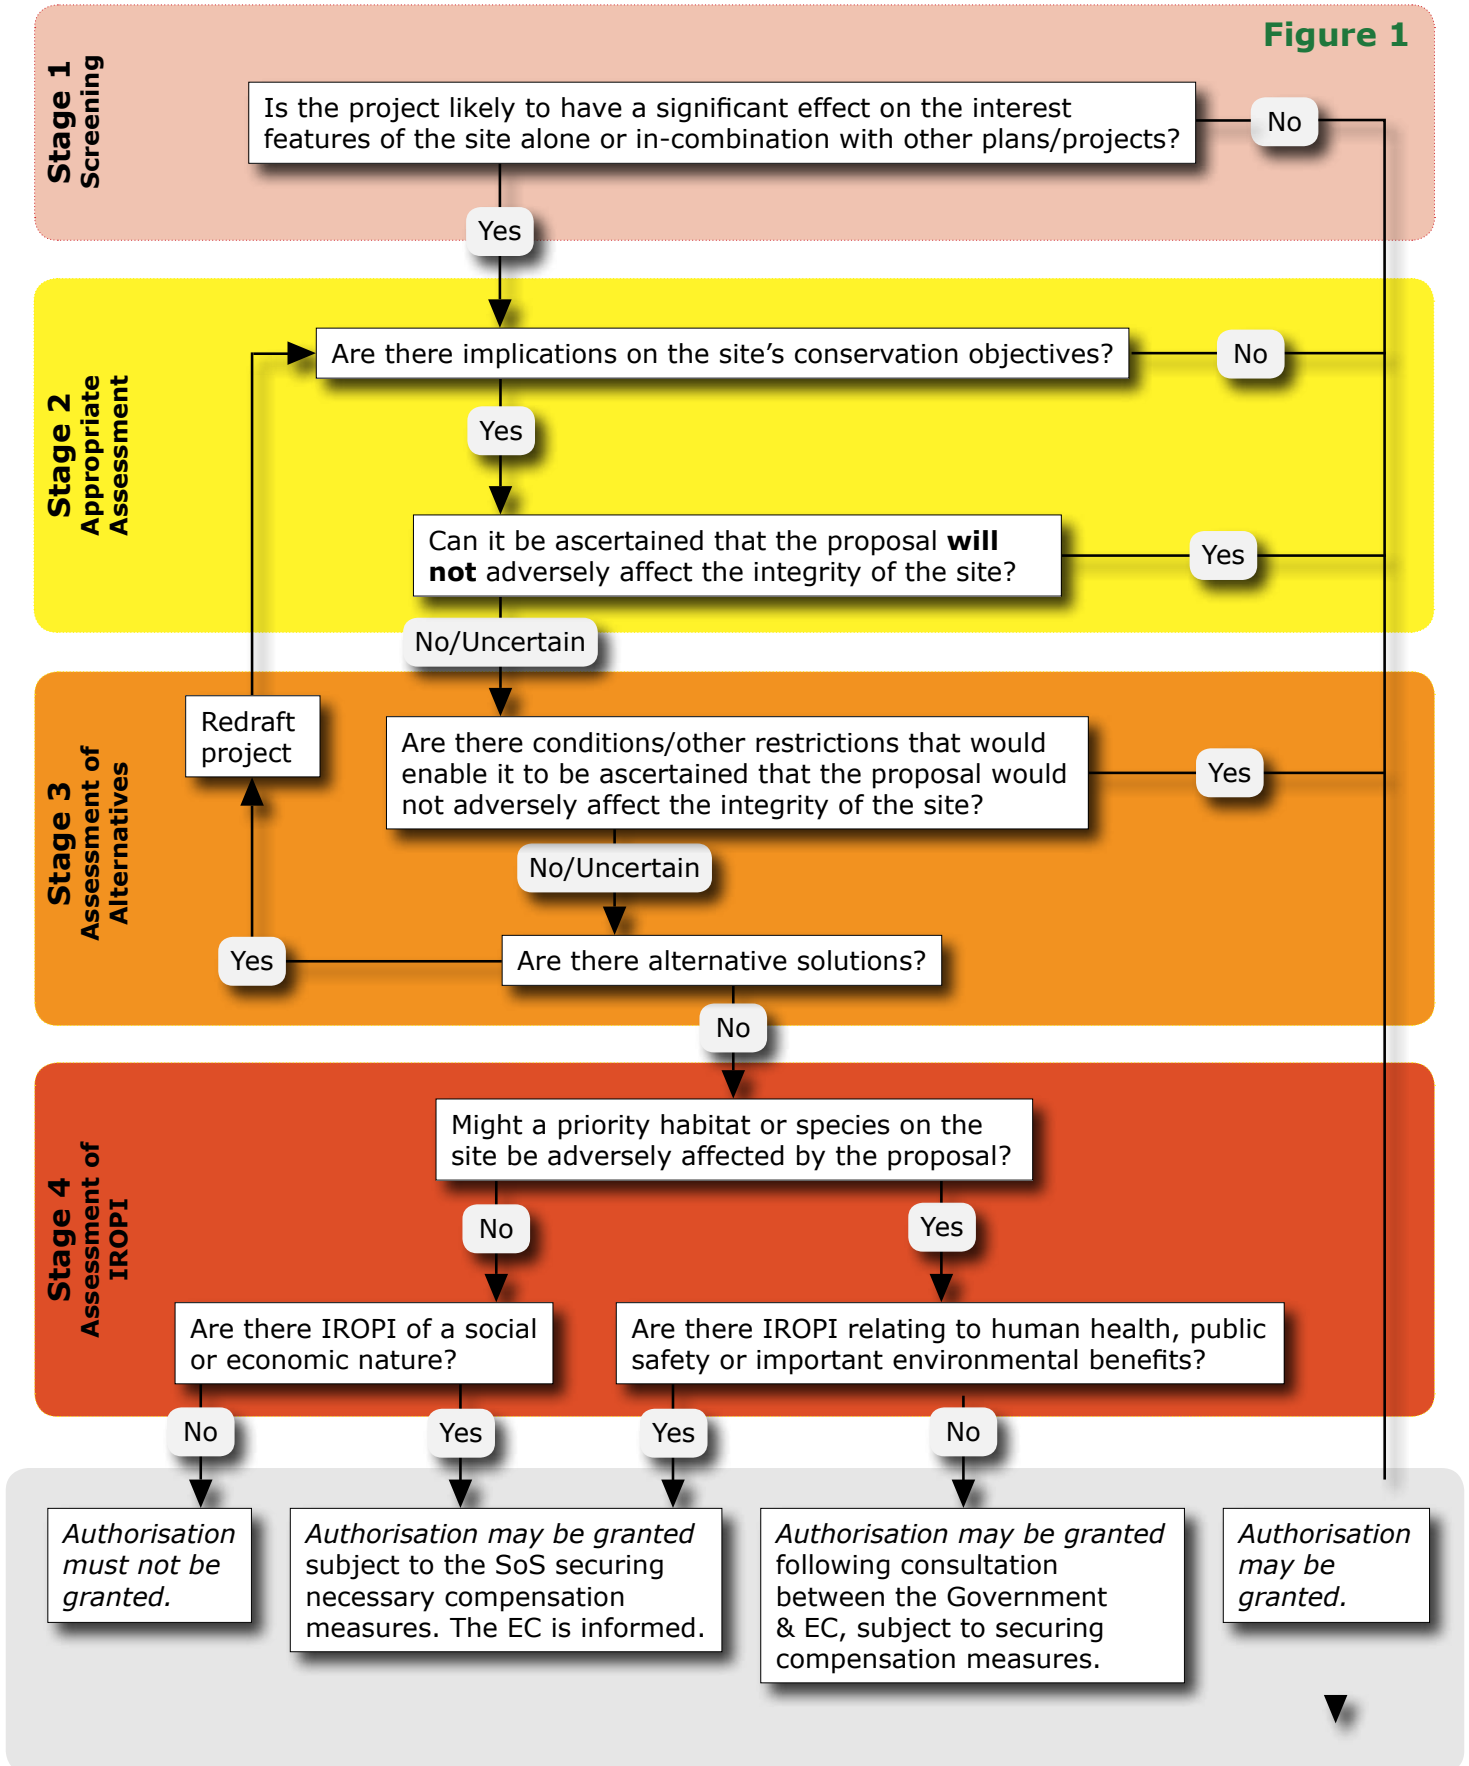 Figure 1
Stage 1
Screening
Is the project likely to have a significant effect on the interest
features of the site alone or in-combination with other plans/projects?
No
Yes
Stage 2
Appropriate
Assessment
Are there implications on the site’s conservation objectives?
No
Yes
Can it be ascertained that the proposal will
not adversely affect the integrity of the site?
Yes
No/Uncertain
Stage 3
Assessment of
Alternatives
Redraft
project
Are there conditions/other restrictions that would
enable it to be ascertained that the proposal would
not adversely affect the integrity of the site?
Yes
No/Uncertain
Are there alternative solutions?
Yes
No
Stage 4
Assessment of
IROPI
Might a priority habitat or species on the
site be adversely affected by the proposal?
No
Yes
Are there IROPI of a social
or economic nature?
Are there IROPI relating to human health, public
safety or important environmental benefits?
No
Yes
Yes
No
Authorisation
must not be
granted.
Authorisation may be granted
subject to the SoS securing
necessary compensation
measures. The EC is informed.
Authorisation may be granted
following consultation
between the Government
& EC, subject to securing
compensation measures.
Authorisation
may be
granted.